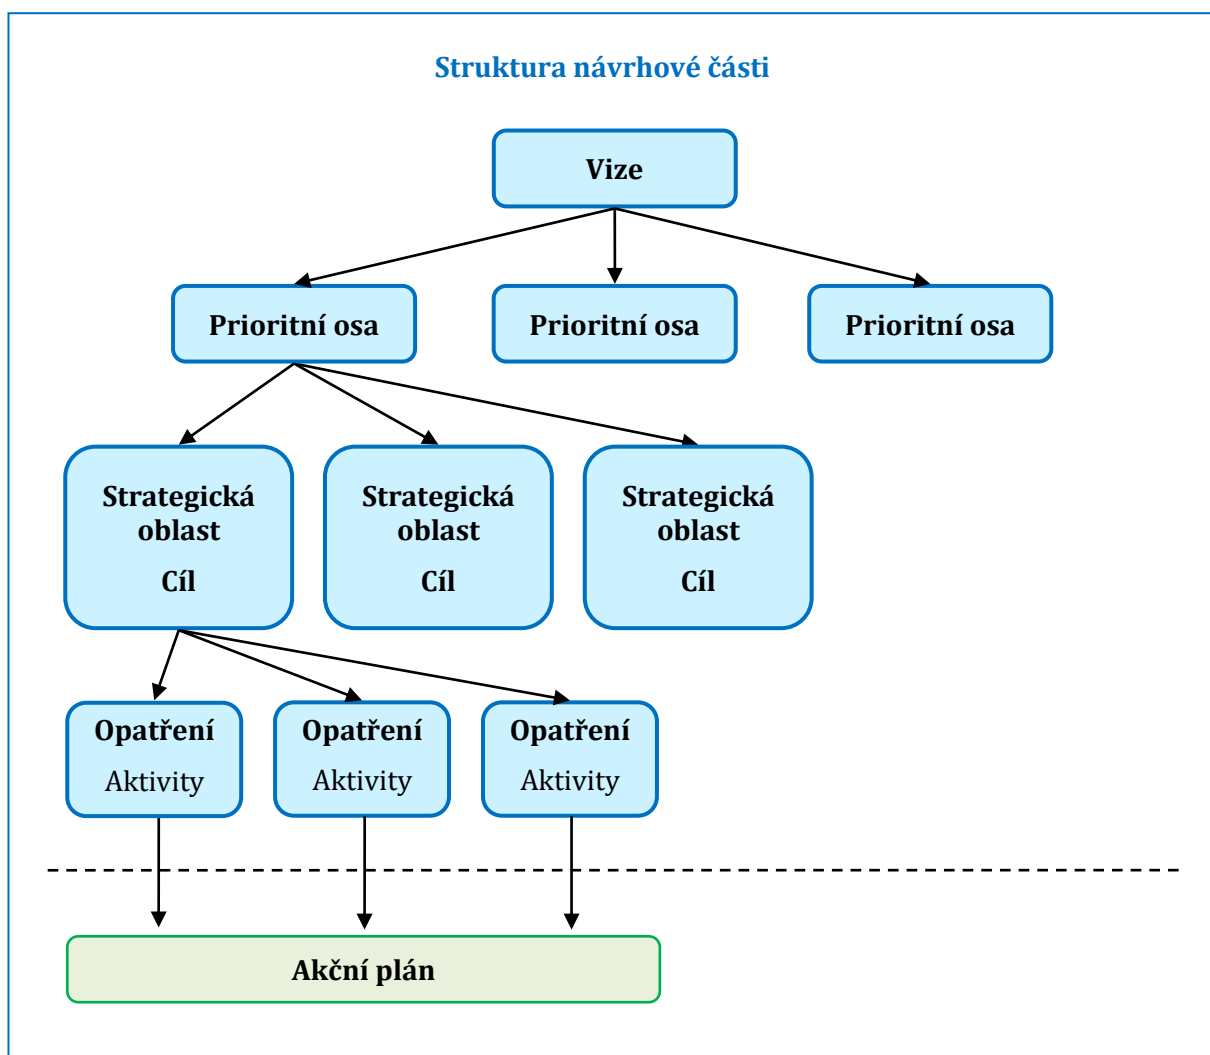 Struktura návrhové části
Vize
Prioritní osa
Prioritní osa
Prioritní osa
Strategická
oblast
Cíl
Strategická
oblast
Cíl
Strategická
oblast
Cíl
Opatření
Aktivity
Opatření
Aktivity
Opatření
Aktivity
Akční plán